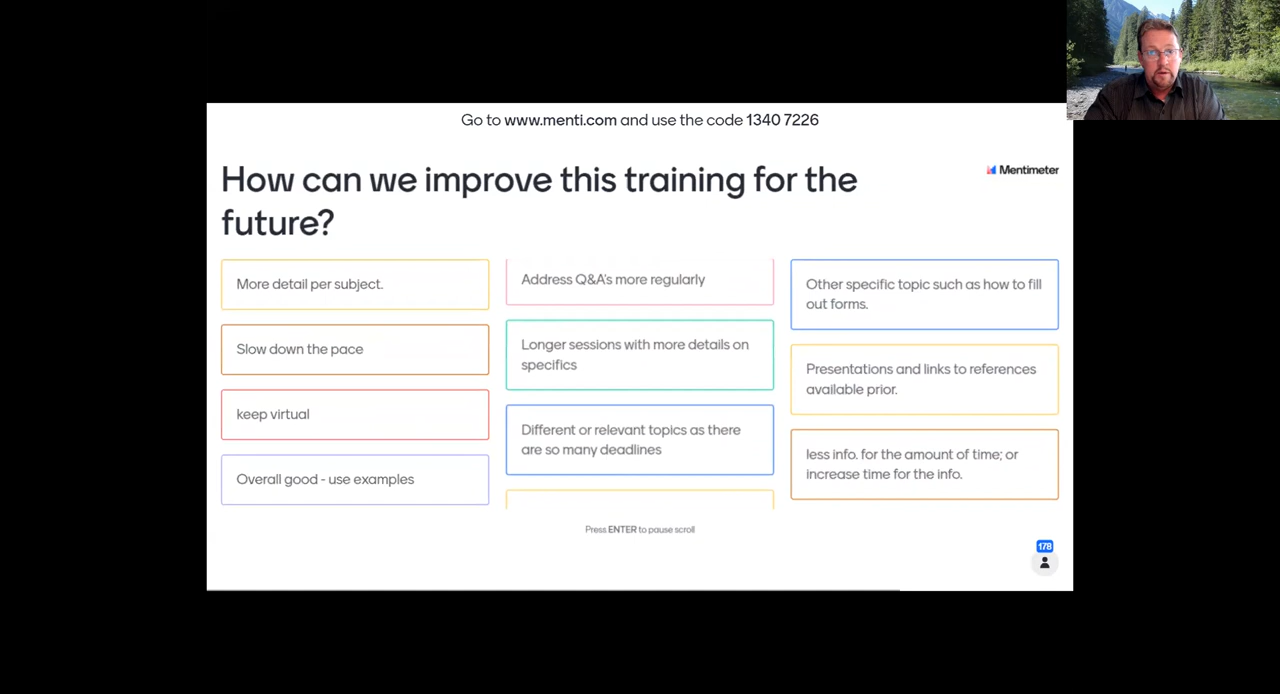 Go to www.menti.com and use the code 1340 7226
How can we improve this training for the
future?
Mentimeter
More detail per subject.
Slow down the pace
keep virtual
Overall good - use examples
Address Q&A's more regularly
Longer sessions with more details on
specifics
Different or relevant topics as there
are so many deadlines
Other specific topic such as how to fill
out forms.
Presentations and links to references
available prior.
less info. for the amount of time; or
increase time for the info.
Press ENTER to pause scroll
178